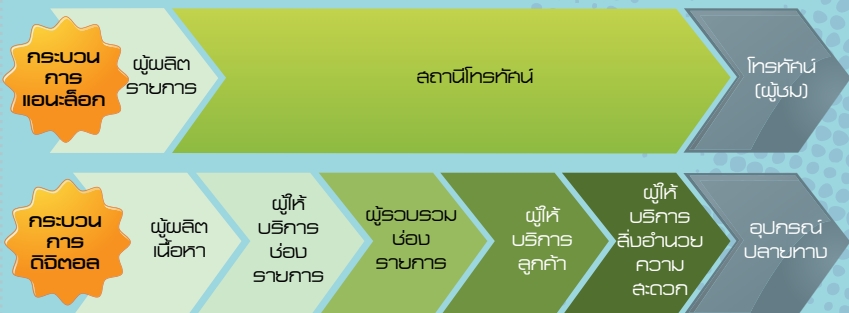 กระบวน
การ
แอนะล็อก
ผู้ผลิต
รายการ
สถานีโทรทัศน์
โทรทัศน์
(ผู้ชม)
กระบวน
การ
ดิจิตอล
ผู้ผลิต
เนื้อหา
ผู้ให้
บริการ
ช่อง
รายการ
ผู้รวบรวม
ช่อง
รายการ
ผู้ให้
บริการ
ลูกค้า
ผู้ให้
บริการ
สิ่งอำนวย
ความ
สะดวก
อุปกรณ์
ปลายทาง